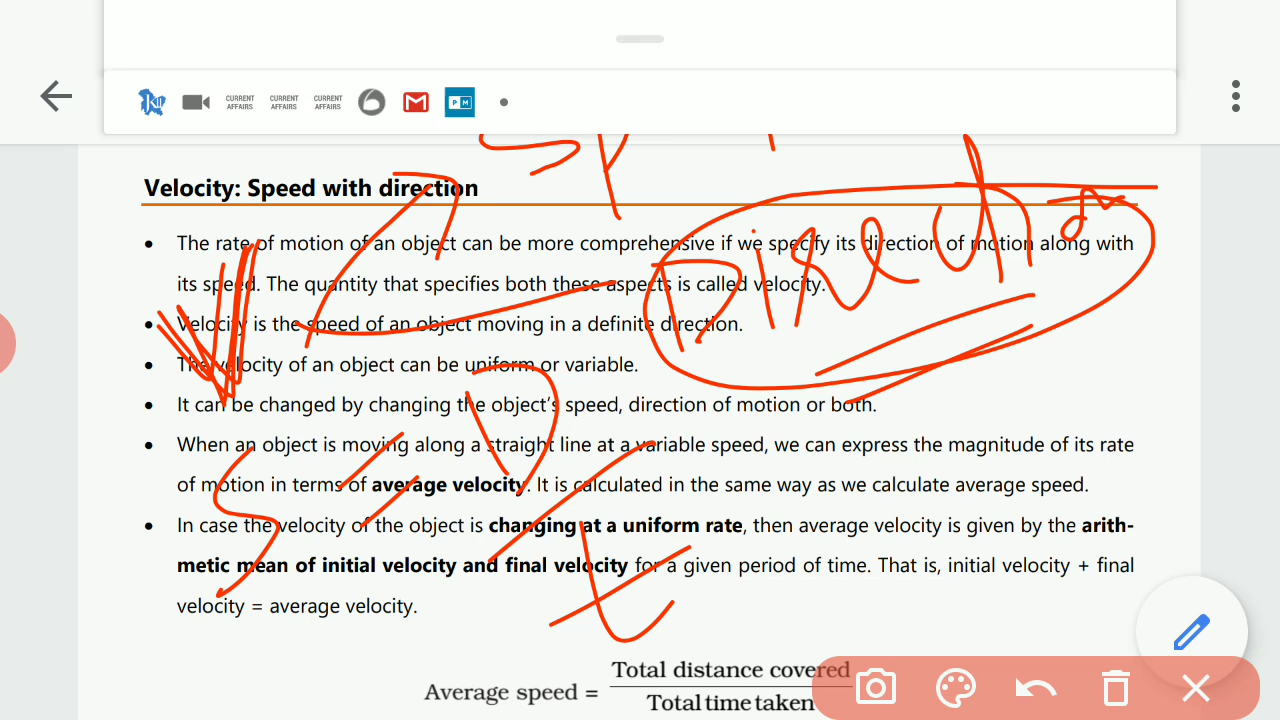 CURRENT AFFAIRS CURRENT AFFAIRS CURRENT AFFAIRS
PM
Sp
Velocity: Speed with direction
Direction
• The rate of motion of an object can be more comprehensive if we specify its direction of motion along with
its speed. The quantity that specifies both these aspects is called velocity.
• Velocity is the speed of an object moving in a definite direction.
• The velocity of an object can be uniform or variable.
• It can be changed by changing the object's speed, direction of motion or both.
• When an object is moving along a straight line at a variable speed, we can express the magnitude of its rate
of motion in terms of average velocity. It is calculated in the same way as we calculate average speed.
• In case the velocity of the object is changing at a uniform rate, then average velocity is given by the arith-
metic mean of initial velocity and final velocity for a given period of time. That is, initial velocity + final
velocity = average velocity.
S = D
t
Average speed = Total distance covered
Total time taken